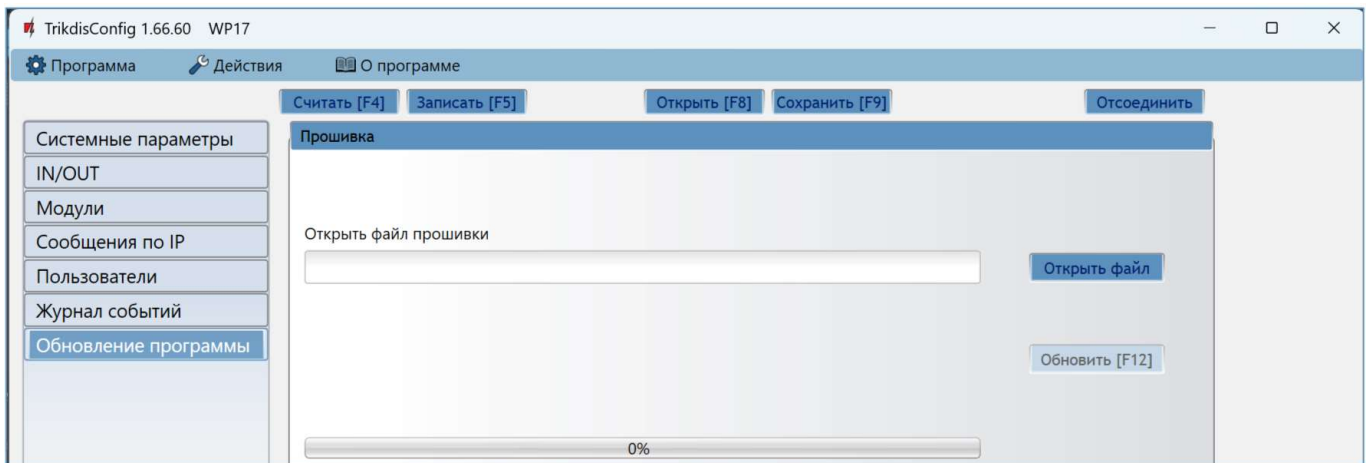 TrikdisConfig 1.66.60 WP17
Программа Действия О программе
Считать [F4] Записать [F5] Открыть [F8] Сохранить [F9] Отсоединить
Системные параметры
IN/OUT
Модули
Сообщения по IP
Пользователи
Журнал событий
Обновление программы
Прошивка
Открыть файл прошивки
Открыть файл
Обновить [F12]
0%